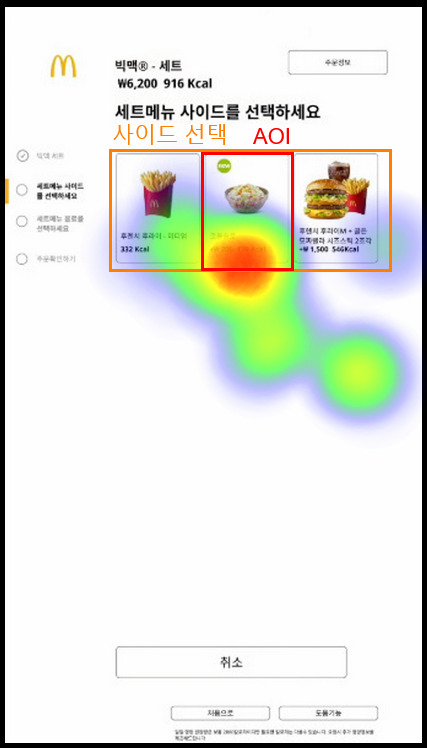 빅맥® - 세트
₩6,200 916 Kcal
주문정보
세트메뉴 사이드를 선택하세요
사이드 선택 AOI
빅맥 세트
세트메뉴 사이드
를 선택하세요
세트메뉴 음료를
선택하세요
주문확인하기
NEW
후렌치 후라이 - 미디엄
332 Kcal
후렌치 후라이M + 골든
모짜렐라 치즈스틱 2조각
+₩ 1,500 546Kcal
취소
처음으로
도움기능